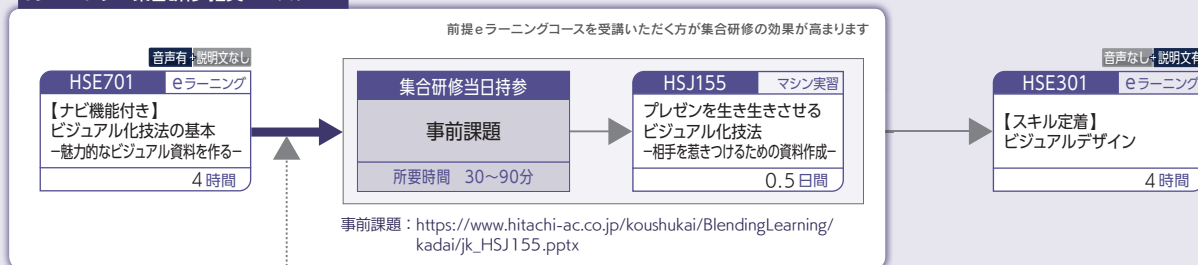 前提eラーニングコースを受講いただく方が集合研修の効果が高まります
音声有+説明文なし
HSE701 eラーニング
【ナビ機能付き】
ビジュアル化技法の基本
−魅力的なビジュアル資料を作る−
4時間
集合研修当日持参
事前課題
所要時間 30〜90分
HSJ155 マシン実習
プレゼンを生き生きさせる
ビジュアル化技法
−相手を惹きつけるための資料作成−
0.5日間
事前課題：https://www.hitachi-ac.co.jp/koushukai/BlendingLearning/
kadai/jk_HSJ155.pptx
音声なし+説明文有
HSE301 eラーニング
【スキル定着】
ビジュアルデザイン
4時間